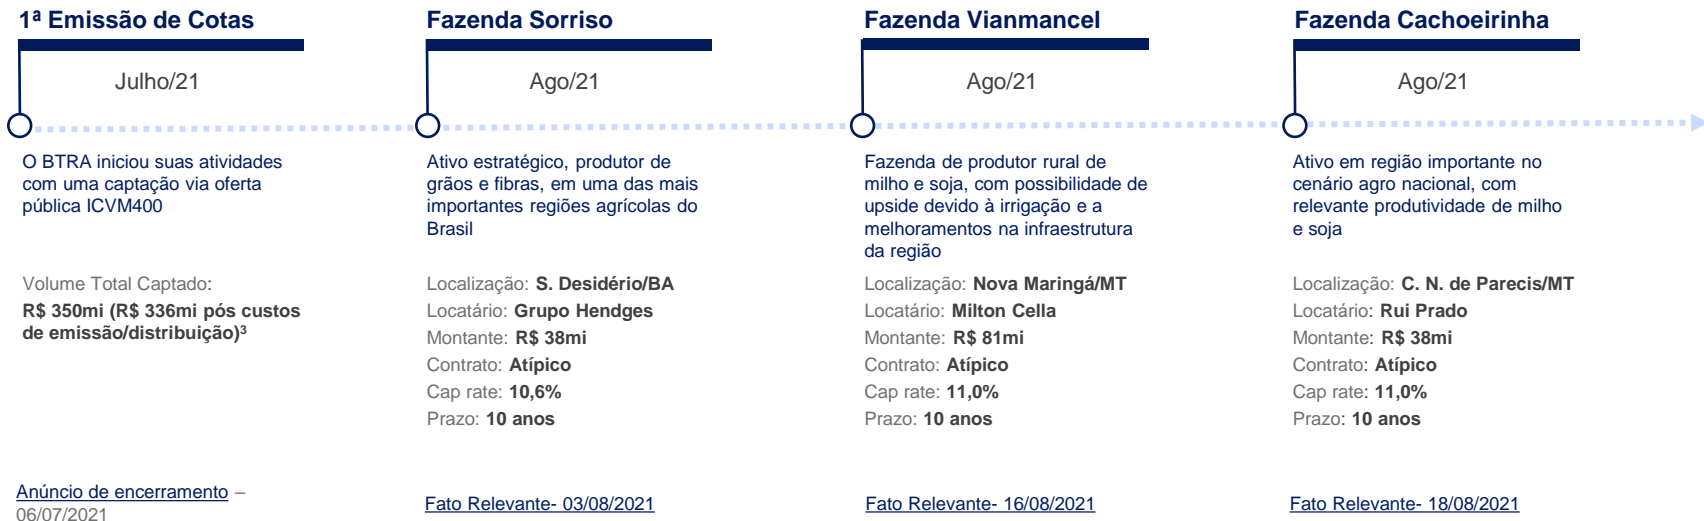 1ª Emissão de Cotas
Julho/21
O BTRA iniciou suas atividades
com uma captação via oferta
pública ICVM400
Volume Total Captado:
R$ 350mi (R$ 336mi pós custos
de emissão/distribuição)³
Anúncio de encerramento –
06/07/2021
Fazenda Sorriso
Ago/21
Ativo estratégico, produtor de
grãos e fibras, em uma das mais
importantes regiões agrícolas do
Brasil
Localização: S. Desidério/BA
Locatário: Grupo Hendges
Montante: R$ 38mi
Contrato: Atípico
Cap rate: 10,6%
Prazo: 10 anos
Fato Relevante- 03/08/2021
Fazenda Vianmancel
Ago/21
Fazenda de produtor rural de
milho e soja, com possibilidade de
upside devido à irrigação e a
melhoramentos na infraestrutura
da região
Localização: Nova Maringá/MT
Locatário: Milton Cella
Montante: R$ 81mi
Contrato: Atípico
Cap rate: 11,0%
Prazo: 10 anos
Fato Relevante- 16/08/2021
Fazenda Cachoeirinha
Ago/21
Ativo em região importante no
cenário agro nacional, com
relevante produtividade de milho
e soja
Localização: C. N. de Parecis/MT
Locatário: Rui Prado
Montante: R$ 38mi
Contrato: Atípico
Cap rate: 11,0%
Prazo: 10 anos
Fato Relevante- 18/08/2021